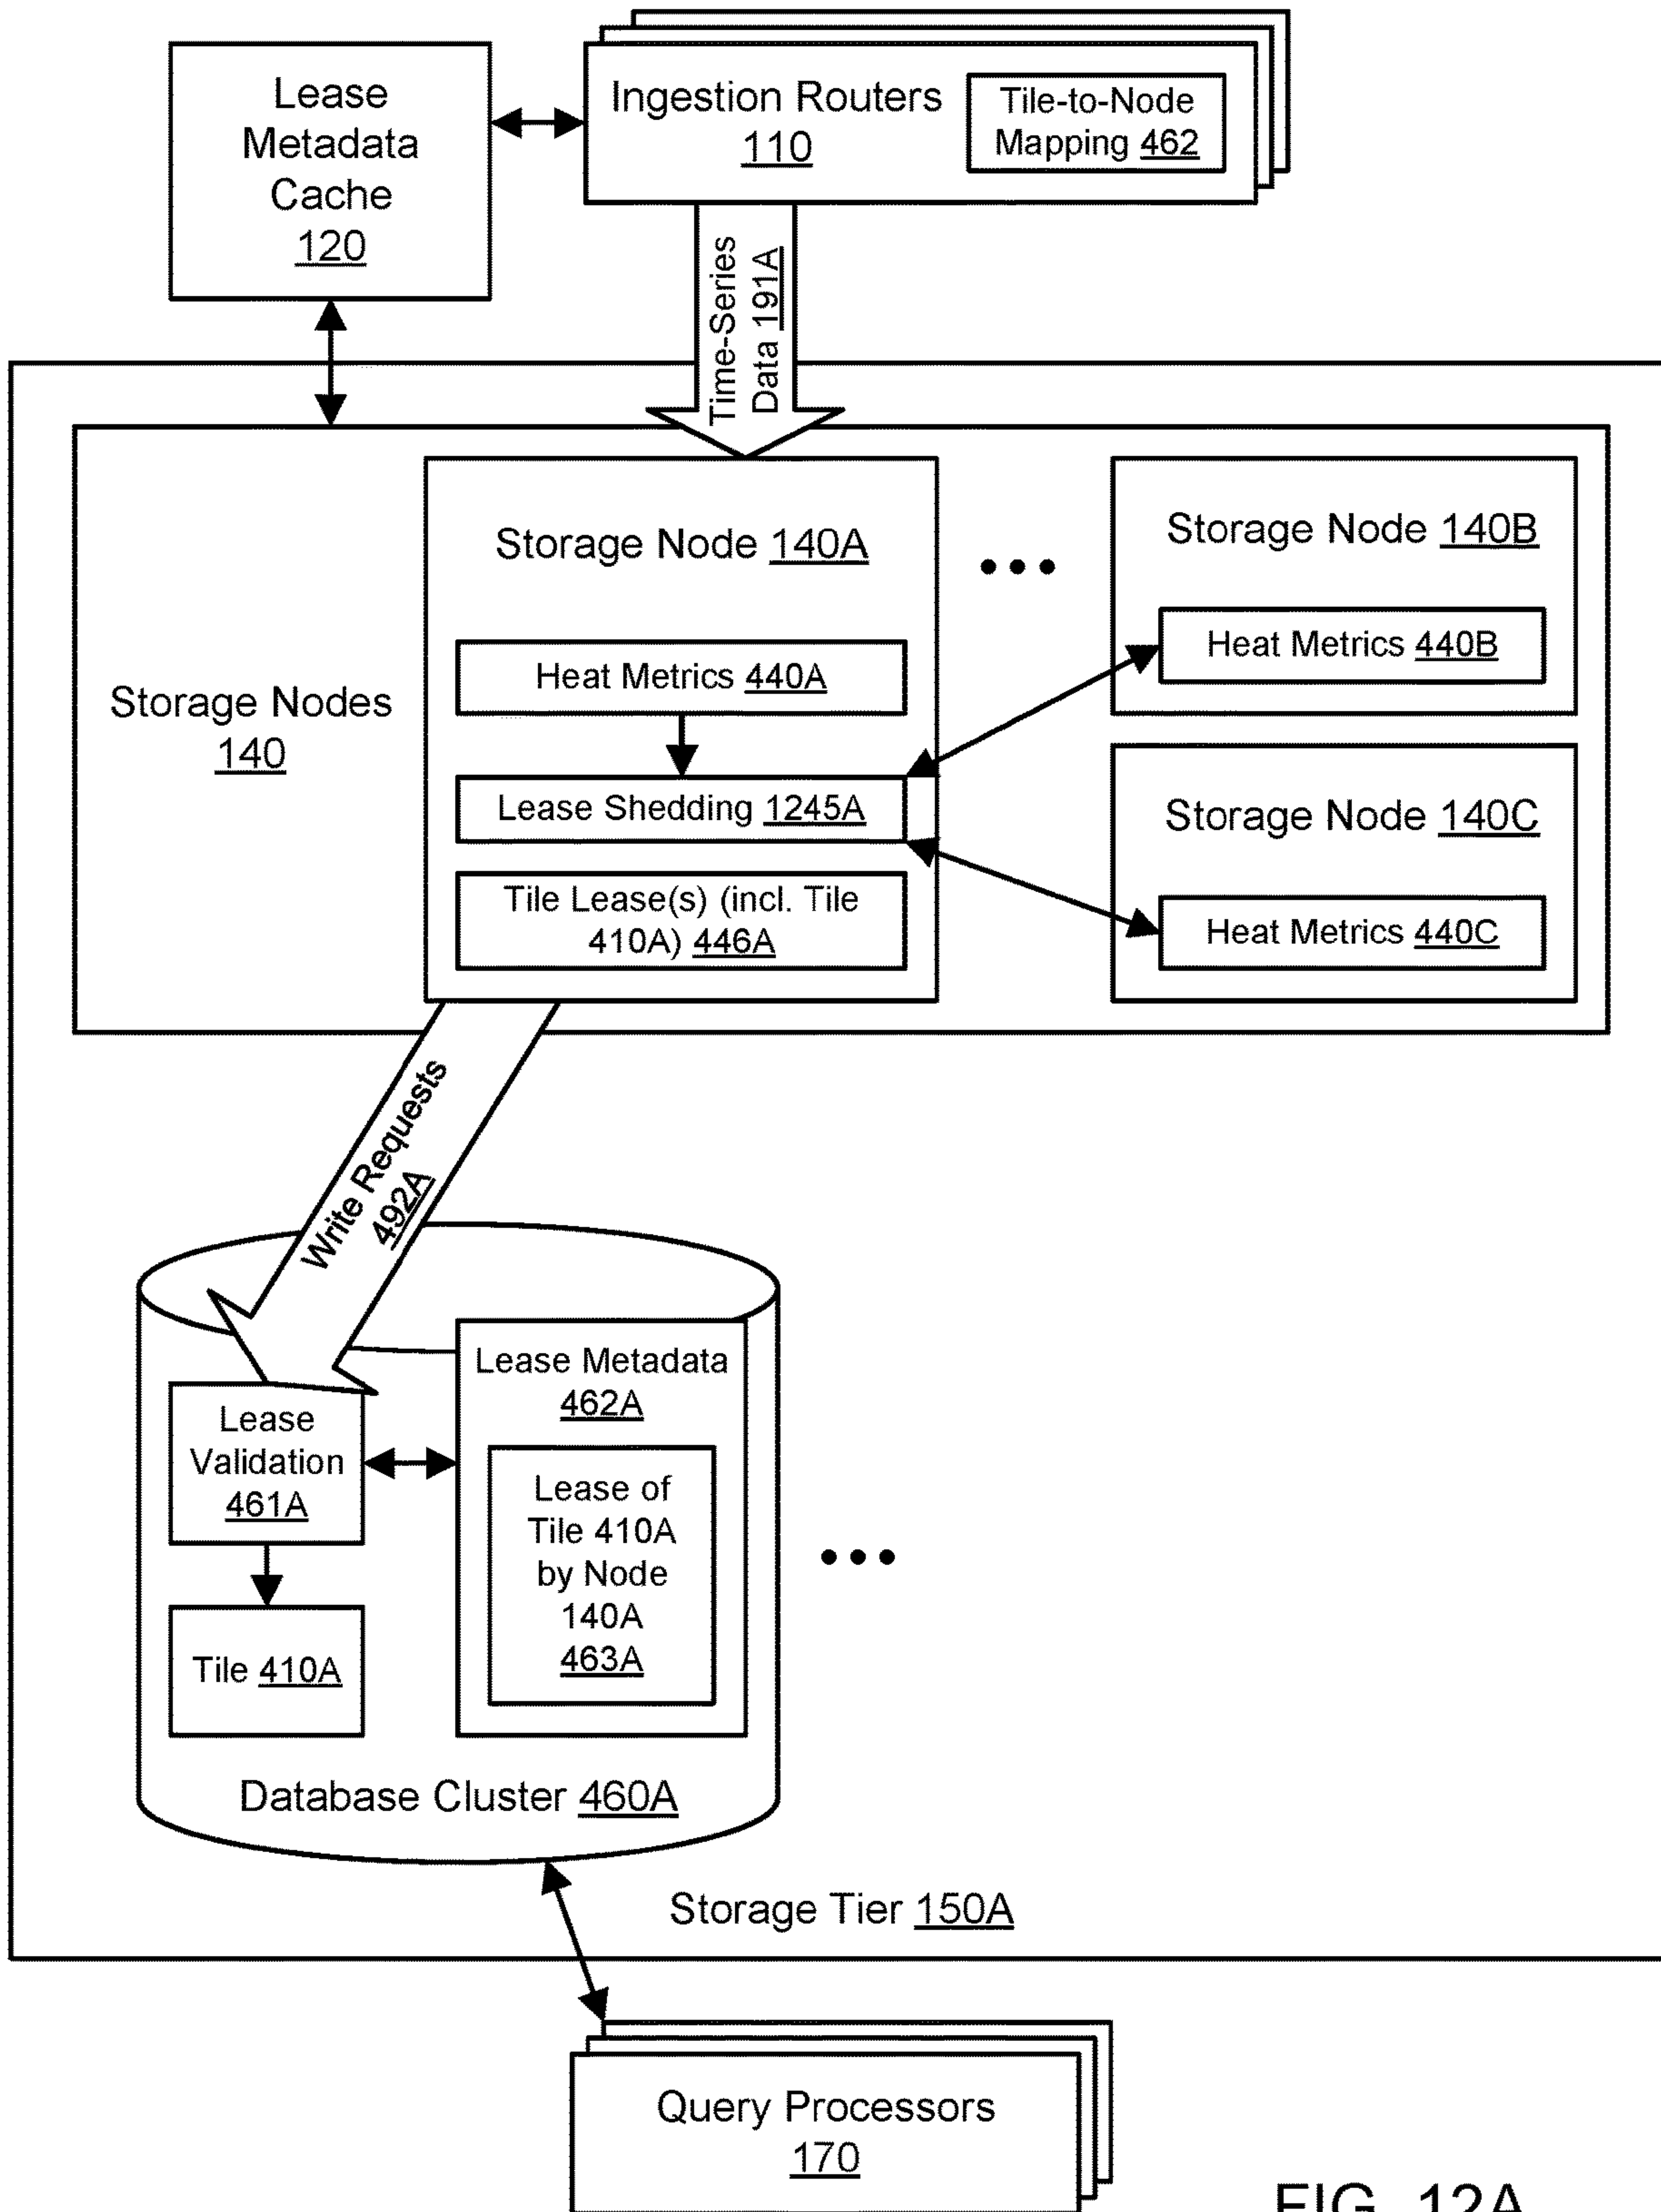 Lease
Metadata
Cache
120
Ingestion Routers
110
Tile-to-Node
Mapping 462
Time-Series
Data 191A
Storage Nodes
140
Storage Node 140A
Heat Metrics 440A
Lease Shedding 1245A
Tile Lease(s) (incl. Tile
410A) 446A
Storage Node 140B
Heat Metrics 440B
Storage Node 140C
Heat Metrics 440C
Write Requests
492A
Lease
Validation
461A
Tile 410A
Lease Metadata
462A
Lease of
Tile 410A
by Node
140A
463A
Database Cluster 460A
Storage Tier 150A
Query Processors
170
FIG. 12A